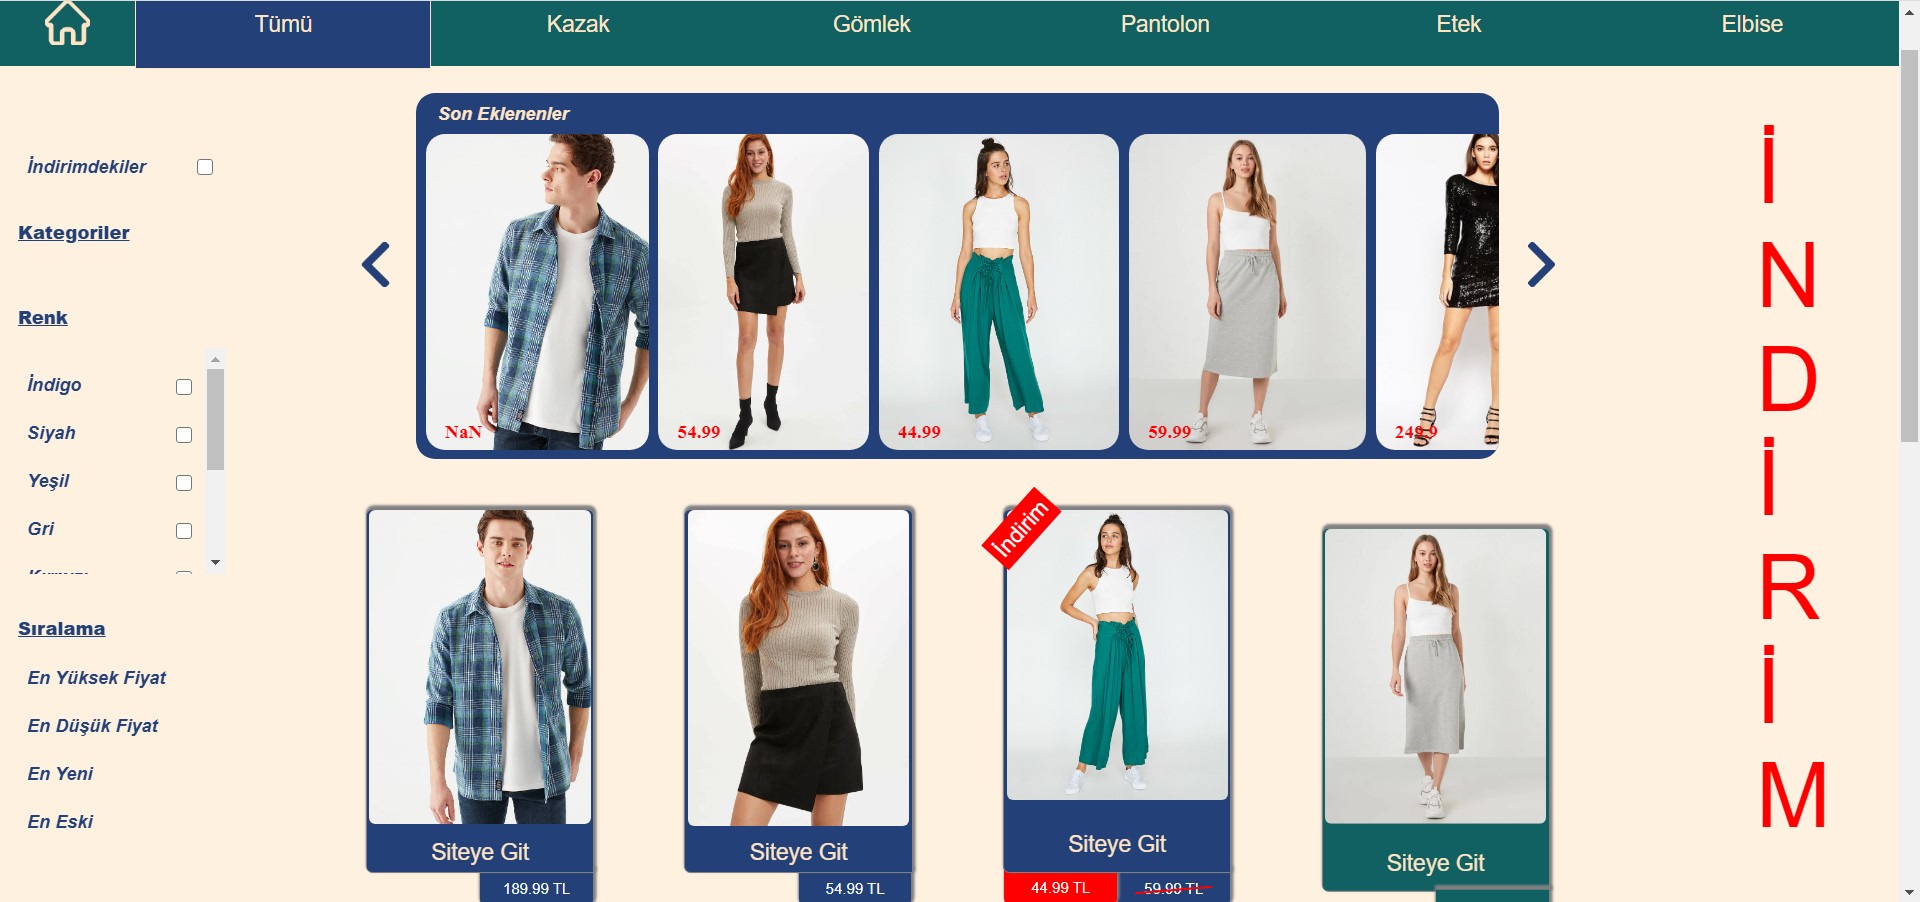 Tümü
Kazak
Gömlek
Pantolon
Etek
Elbise
Son Eklenenler
NaN
54.99
44.99
59.99
249.9
İndirimdekiler
Kategoriler
Renk
İndigo
Siyah
Yeşil
Gri
Sıralama
En Yüksek Fiyat
En Düşük Fiyat
En Yeni
En Eski
İndirim
Siteye Git
189.99 TL
Siteye Git
54.99 TL
Siteye Git
44.99 TL
59.99 TL
Siteye Git
İ
N
D
İ
R
İ
M